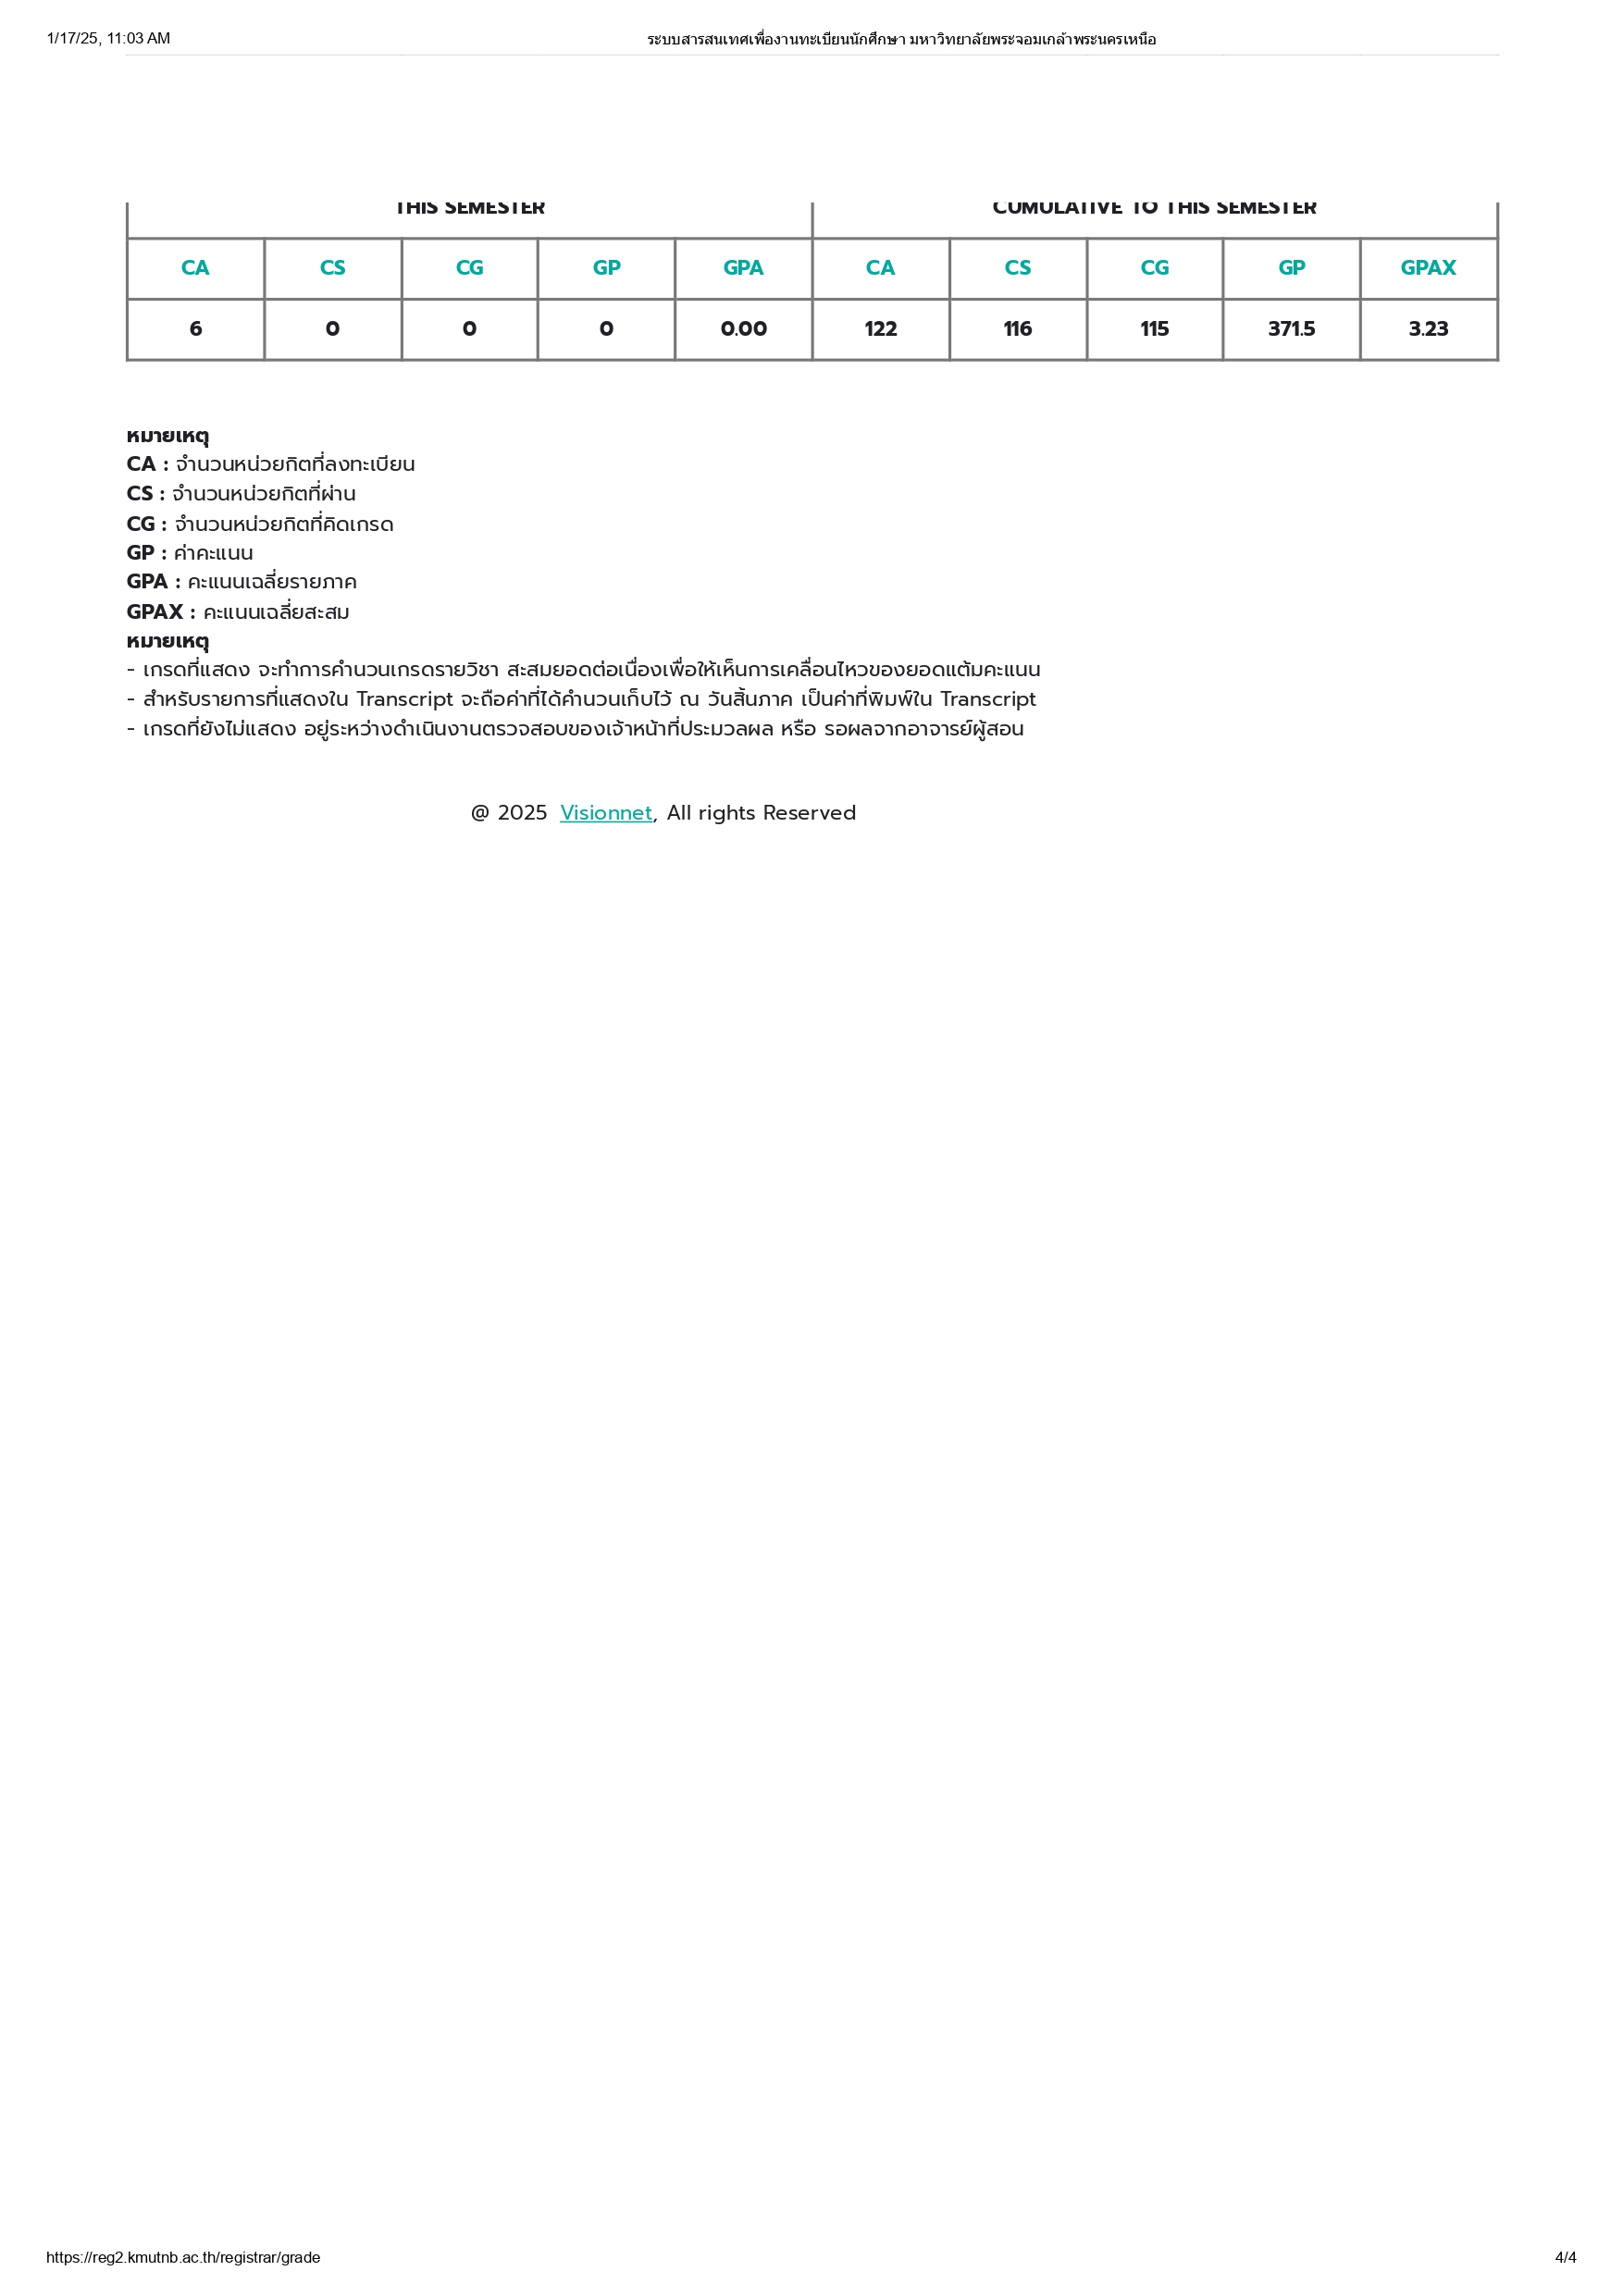 1/17/25, 11:03 AM ระบบสารสนเทศเพื่องานทะเบียนนักศึกษา มหาวิทยาลัยพระจอมเกล้าพระนครเหนือ
THIS SEMESTER CUMULATIVE TO THIS SEMESTER
CA CS CG GP GPA CA CS CG GP GPAX
6 0 0 0 0.00 122 116 115 371.5 3.23
หมายเหตุ
CA : จำนวนหน่วยกิตที่ลงทะเบียน
CS : จำนวนหน่วยกิตที่ผ่าน
CG : จำนวนหน่วยกิตที่คิดเกรด
GP : ค่าคะแนน
GPA : คะแนนเฉลี่ยรายภาค
GPAX : คะแนนเฉลี่ยสะสม
หมายเหตุ
- เกรดที่แสดง จะทำการคำนวนเกรดรายวิชา สะสมยอดต่อเนื่องเพื่อให้เห็นการเคลื่อนไหวของยอดแต้มคะแนน
- สำหรับรายการที่แสดงใน Transcript จะถือค่าที่ได้คำนวนเก็บไว้ ณ วันสิ้นภาค เป็นค่าที่พิมพ์ใน Transcript
- เกรดที่ยังไม่แสดง อยู่ระหว่างดำเนินงานตรวจสอบของเจ้าหน้าที่ประมวลผล หรือ รอผลจากอาจารย์ผู้สอน
@ 2025 Visionnet, All rights Reserved
https://reg2.kmutnb.ac.th/registrar/grade 4/4